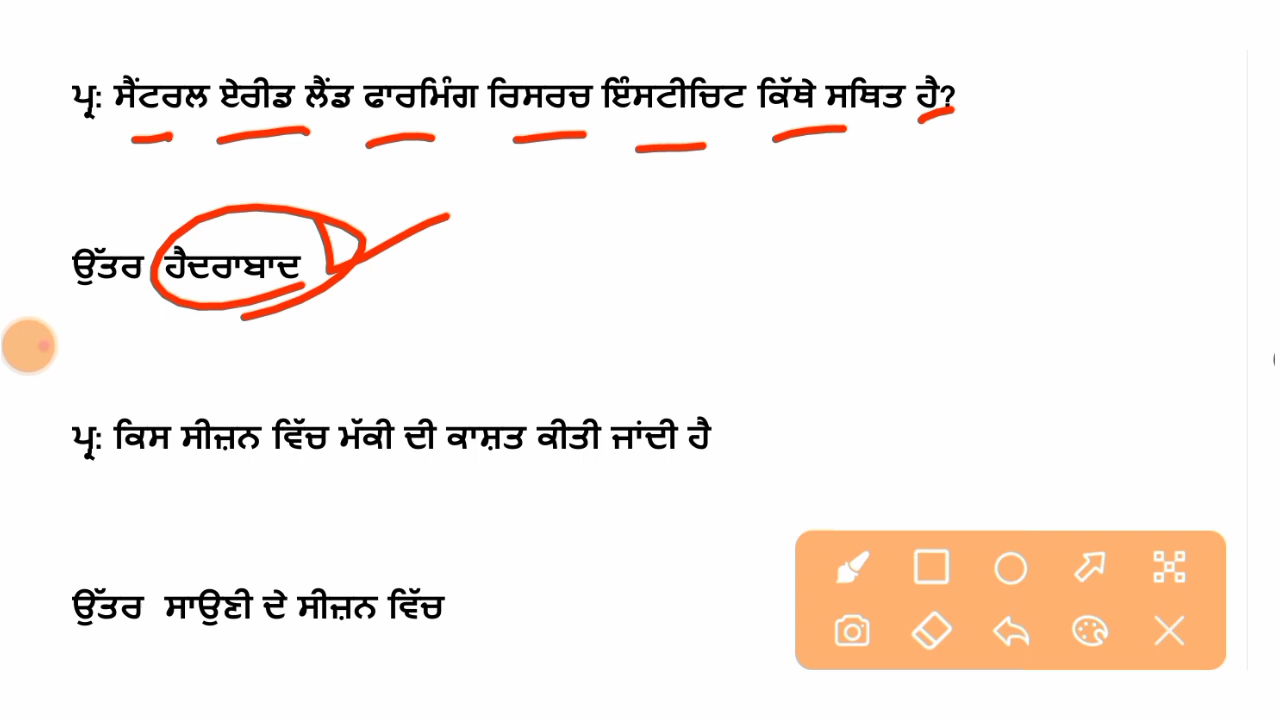 ਪ੍ਰ: ਸੈਂਟਰਲ ਏਰੀਡ ਲੈਂਡ ਫਾਰਮਿੰਗ ਰਿਸਰਚ ਇੰਸਟੀਚਿਟ ਕਿੱਥੇ ਸਥਿਤ ਹੈ?
ਉੱਤਰ ਹੈਦਰਾਬਾਦ
ਪ੍ਰ: ਕਿਸ ਸੀਜ਼ਨ ਵਿੱਚ ਮੱਕੀ ਦੀ ਕਾਸ਼ਤ ਕੀਤੀ ਜਾਂਦੀ ਹੈ
ਉੱਤਰ ਸਾਉਣੀ ਦੇ ਸੀਜ਼ਨ ਵਿੱਚ